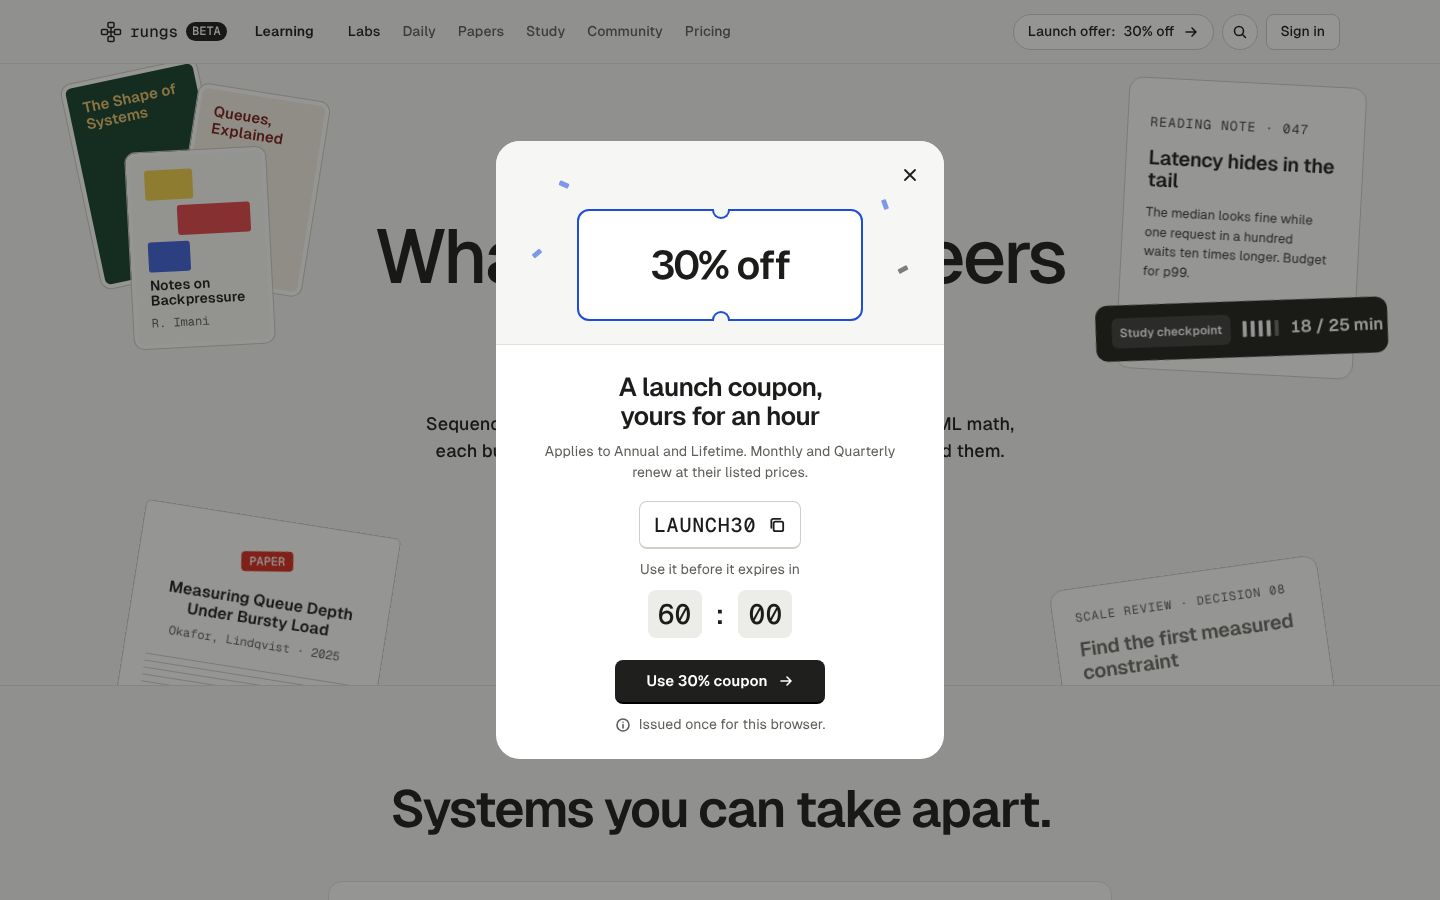 rungs BETA Learning Labs Daily Papers Study Community Pricing Launch offer: 30% off Sign in
The Shape of
Systems
Queues,
Explained
Notes on
Backpressure
R. Imani
READING NOTE · 047
Latency hides in the
tail
The median looks fine while
one request in a hundred
waits ten times longer. Budget
for p99.
Study checkpoint 18 / 25 min
30% off
A launch coupon,
yours for an hour
Applies to Annual and Lifetime. Monthly and Quarterly
renew at their listed prices.
LAUNCH30
Use it before it expires in
60 : 00
Use 30% coupon
Issued once for this browser.
ML math,
them.
PAPER
Measuring Queue Depth
Under Bursty Load
Okafor, Lindqvist · 2025
SCALE REVIEW · DECISION 08
Find the first measured
constraint
Systems you can take apart.